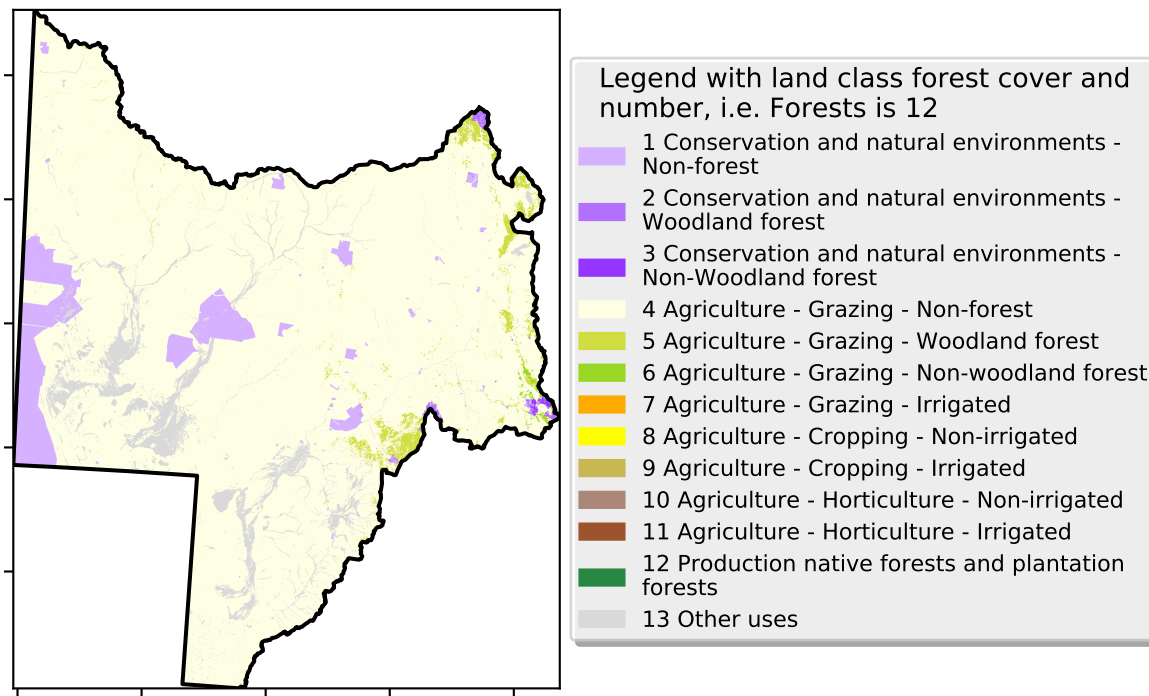 Legend with land class forest cover and
number, i.e. Forests is 12
1 Conservation and natural environments -
Non-forest
2 Conservation and natural environments -
Woodland forest
3 Conservation and natural environments -
Non-Woodland forest
4 Agriculture - Grazing - Non-forest
5 Agriculture - Grazing - Woodland forest
6 Agriculture - Grazing - Non-woodland forest
7 Agriculture - Grazing - Irrigated
8 Agriculture - Cropping - Non-irrigated
9 Agriculture - Cropping - Irrigated
10 Agriculture - Horticulture - Non-irrigated
11 Agriculture - Horticulture - Irrigated
12 Production native forests and plantation
forests
13 Other uses